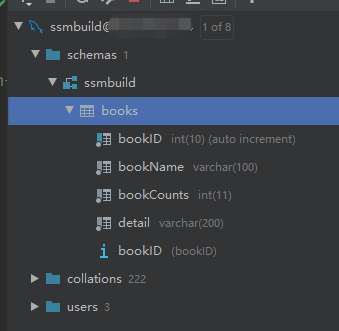 ssmbuild@ 1 of 8
schemas 1
ssmbuild
books
bookID int(10) (auto increment)
bookName varchar(100)
bookCounts int(11)
detail varchar(200)
bookID (bookID)
collations 222
users 3